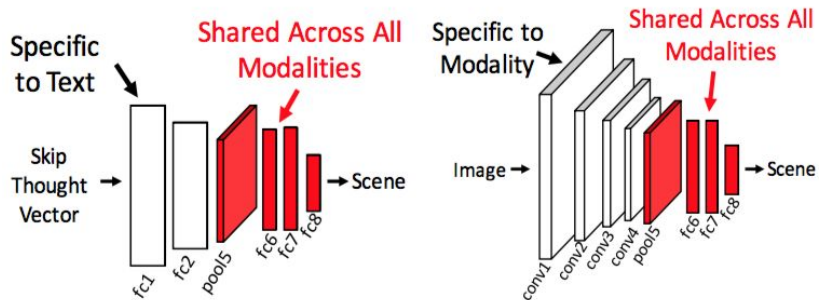 Specific
to Text
Shared Across All
Modalities
Skip
Thought
Vector
Scene
fc1
fc2
pool5
fc6
fc7
fc8
Specific to
Modality
Shared Across All
Modalities
Image
Scene
conv1
conv2
conv3
conv4
pool5
fc6
fc7
fc8